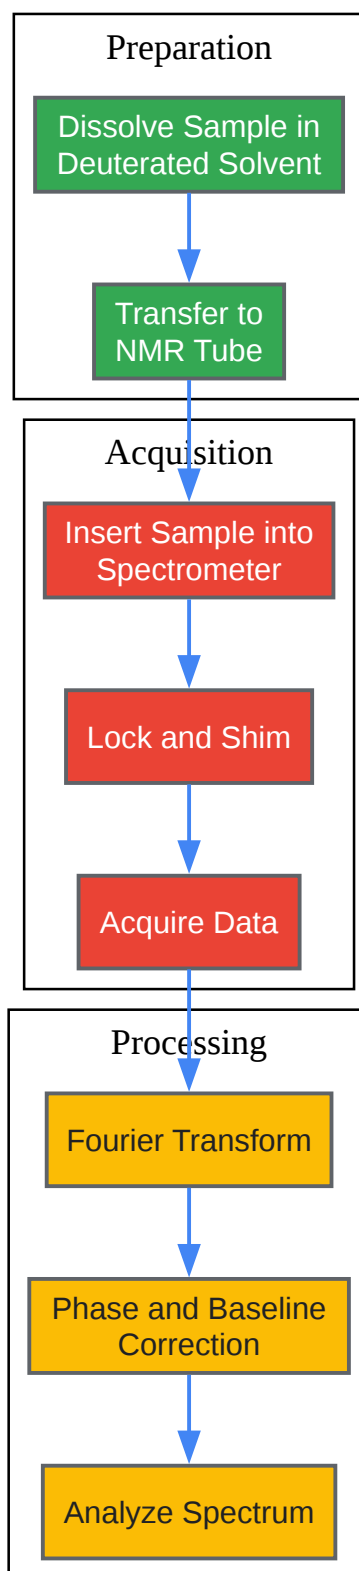 Preparation
Dissolve Sample in
Deuterated Solvent
Transfer to
NMR Tube
Acquisition
Insert Sample into
Spectrometer
Lock and Shim
Acquire Data
Processing
Fourier Transform
Phase and Baseline
Correction
Analyze Spectrum